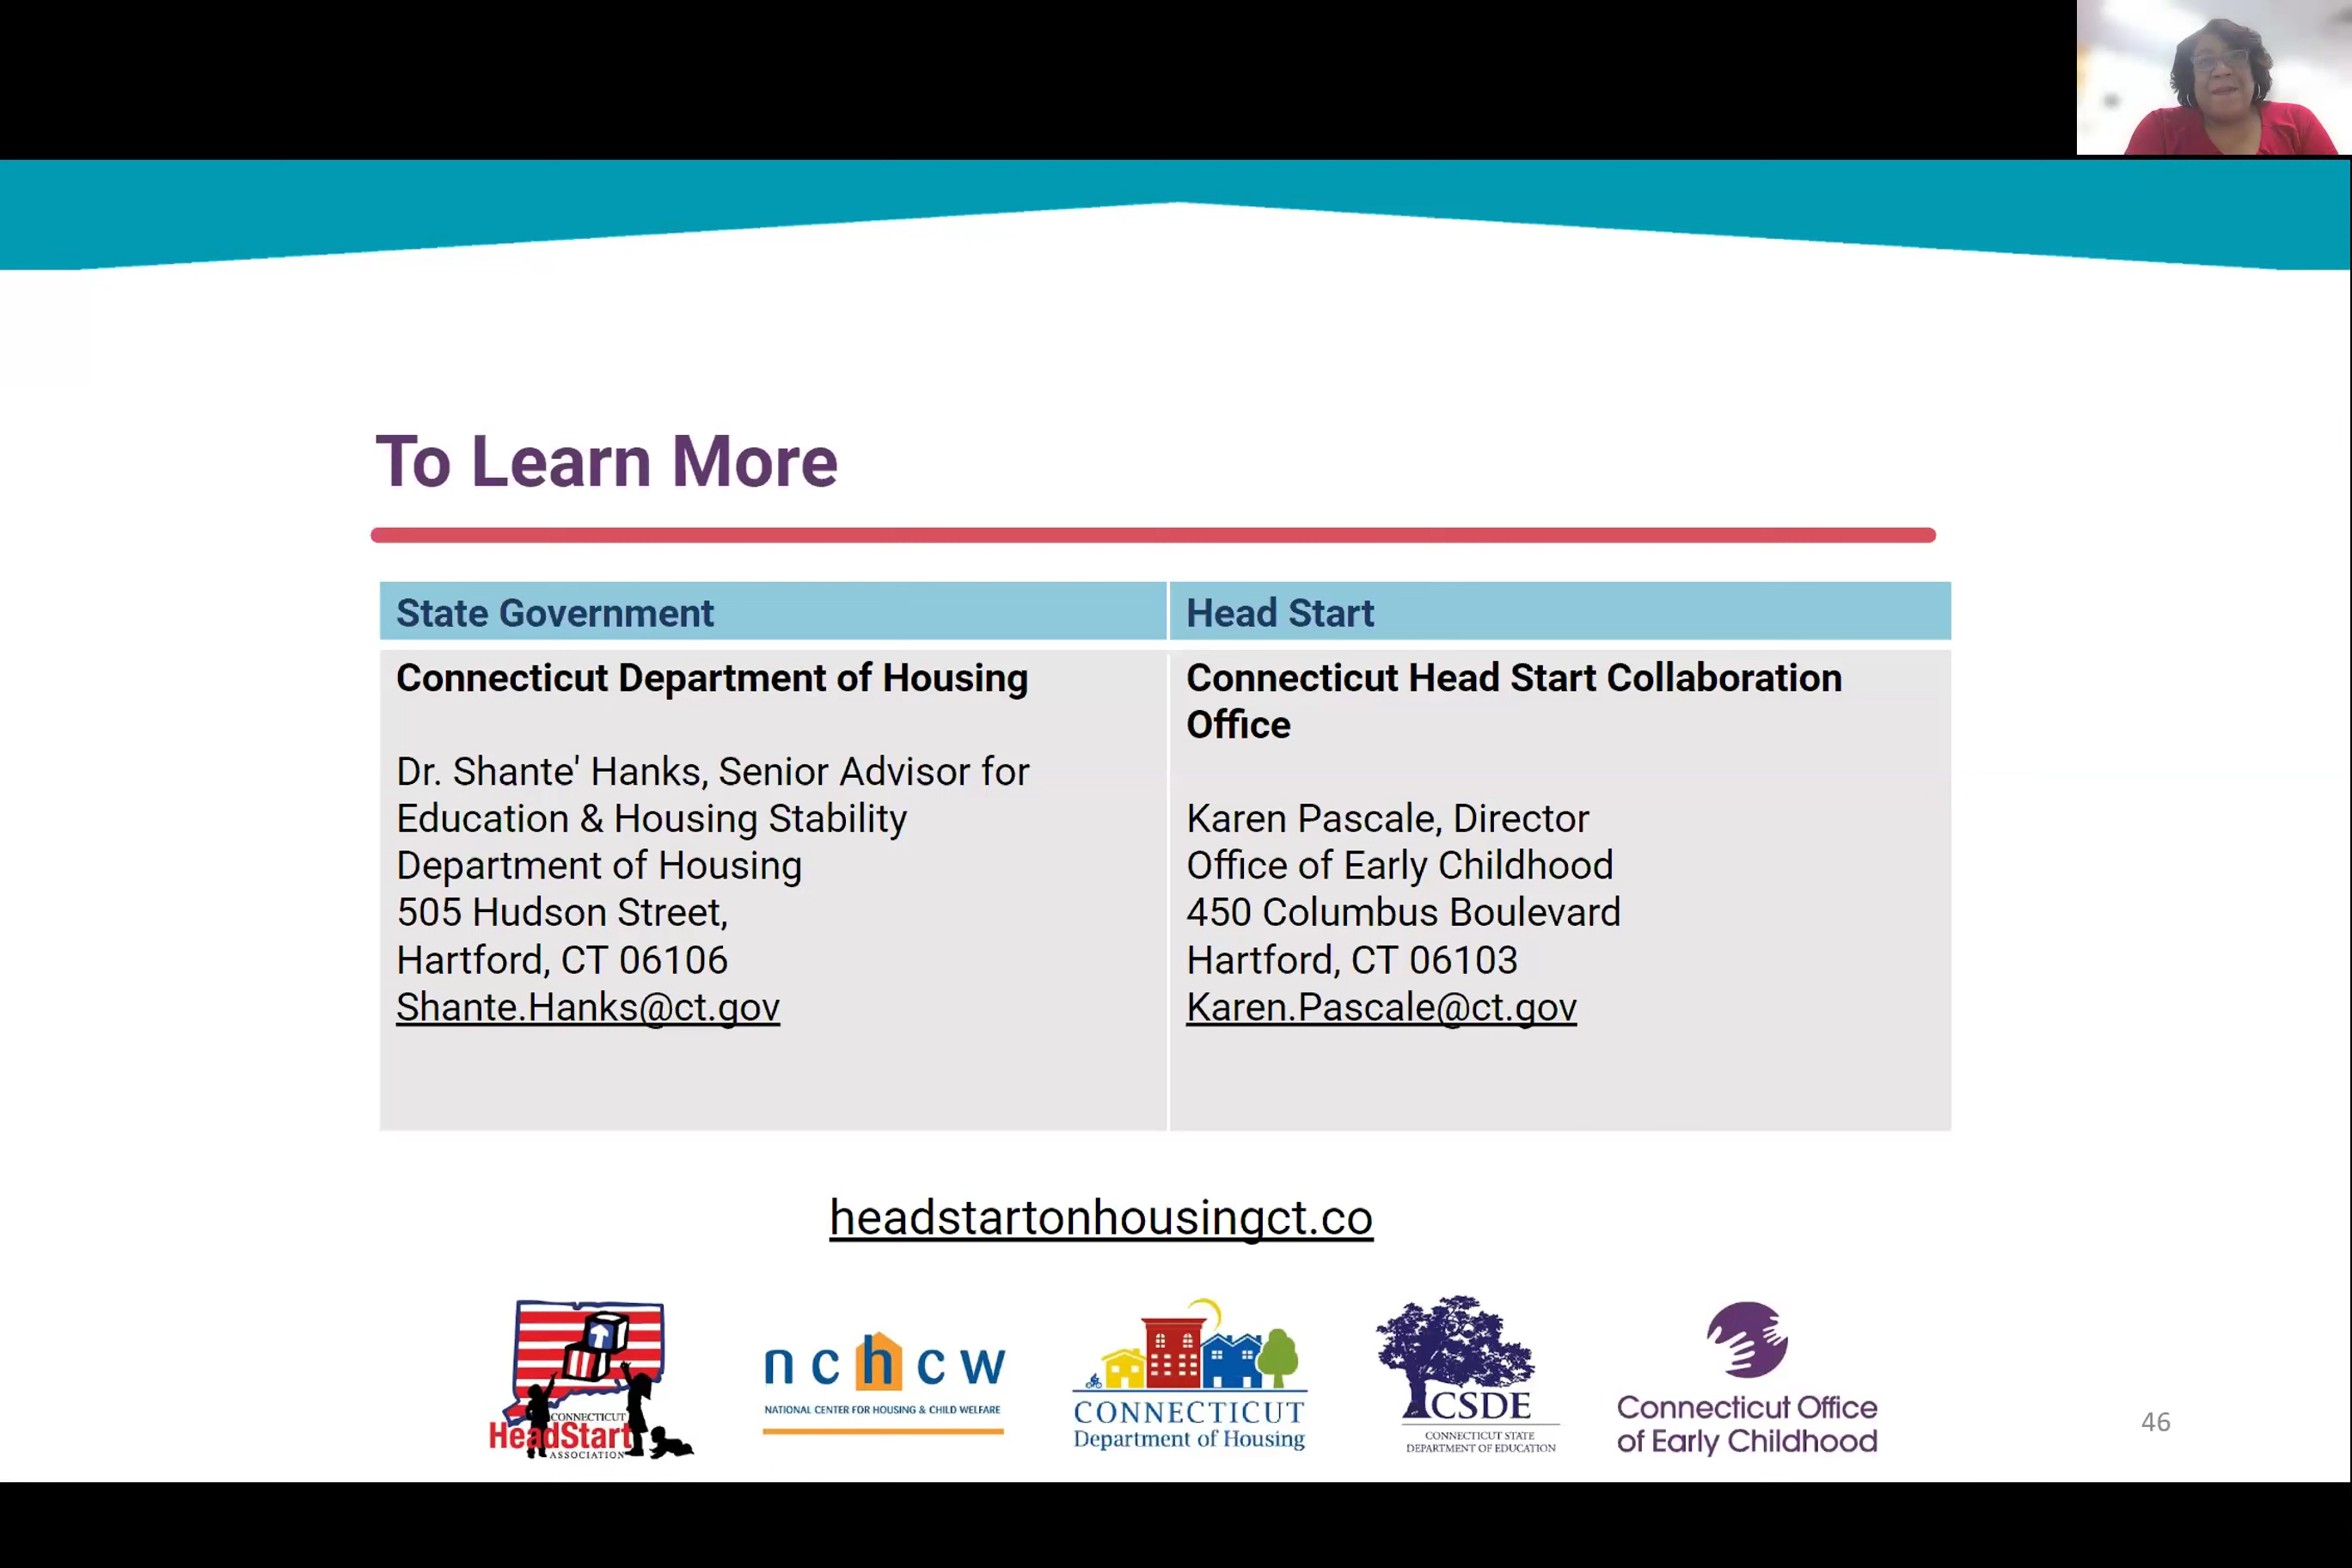 To Learn More
State Government
Head Start
Connecticut Department of Housing
Dr. Shante' Hanks, Senior Advisor for
Education & Housing Stability
Department of Housing
505 Hudson Street,
Hartford, CT 06106
Shante.Hanks@ct.gov
Connecticut Head Start Collaboration
Office
Karen Pascale, Director
Office of Early Childhood
450 Columbus Boulevard
Hartford, CT 06103
Karen.Pascale@ct.gov
headstartonhousingct.co
CONNECTICUT
HeadStart
ASSOCIATION
nchcw
NATIONAL CENTER FOR HOUSING & CHILD WELFARE
CONNECTICUT
Department of Housing
CSDE
CONNECTICUT STATE
DEPARTMENT OF EDUCATION
Connecticut Office
of Early Childhood
46